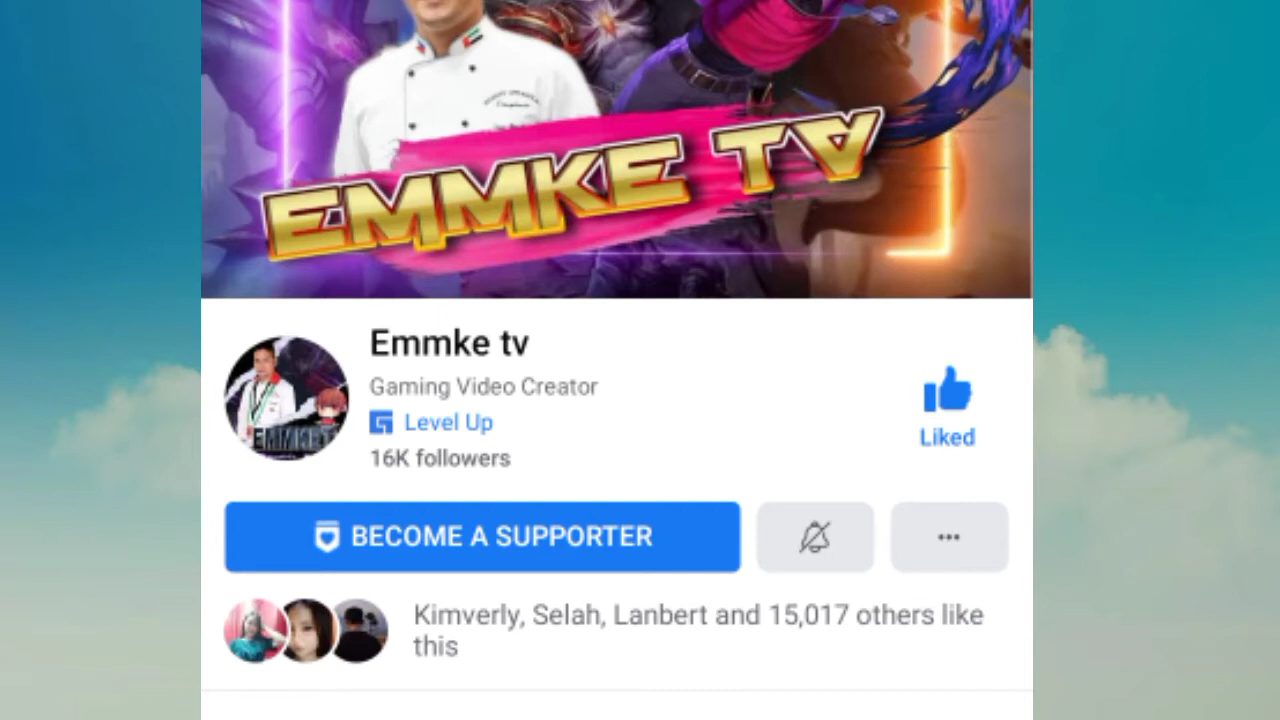 EMMKE TV
Emmke tv
Gaming Video Creator
Level Up
16K followers
Liked
BECOME A SUPPORTER
Kimverly, Selah, Lanbert and 15,017 others like
this